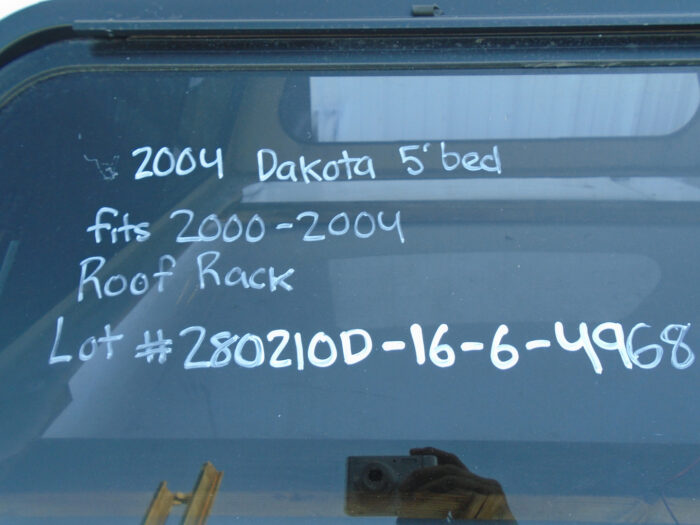 2004 Dakota 5' bed
fits 2000-2004
Roof Rack
Lot #280210D-16-6-4968